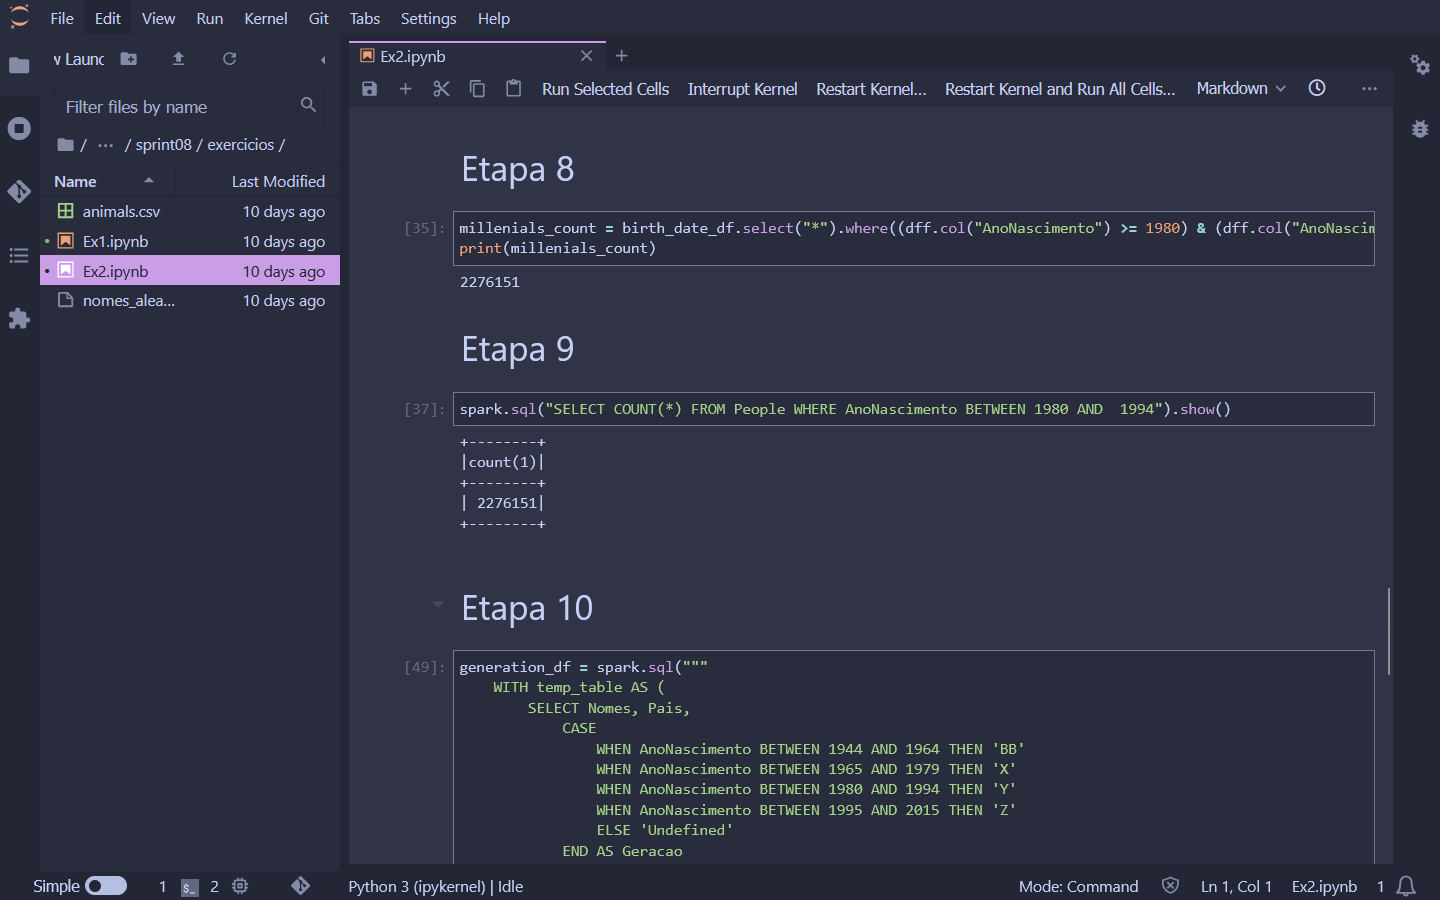 File Edit View Run Kernel Git Tabs Settings Help
Ex2.ipynb
Filter files by name
/ ... / sprint08 / exercicios /
Name Last Modified
animals.csv 10 days ago
Ex1.ipynb 10 days ago
Ex2.ipynb 10 days ago
nomes_alea... 10 days ago
Run Selected Cells Interrupt Kernel Restart Kernel... Restart Kernel and Run All Cells... Markdown ...
Etapa 8
[35]: millenials_count = birth_date_df.select("*").where((dff.col("AnoNascimento") >= 1980) & (dff.col("AnoNascim
print(millenials_count)
2276151
Etapa 9
[37]: spark.sql("SELECT COUNT(*) FROM People WHERE AnoNascimento BETWEEN 1980 AND  1994").show()
+--------+
|count(1)|
+--------+
| 2276151|
+--------+
Etapa 10
[49]: generation_df = spark.sql("""
WITH temp_table AS (
SELECT Nomes, Pais,
CASE
WHEN AnoNascimento BETWEEN 1944 AND 1964 THEN 'BB'
WHEN AnoNascimento BETWEEN 1965 AND 1979 THEN 'X'
WHEN AnoNascimento BETWEEN 1980 AND 1994 THEN 'Y'
WHEN AnoNascimento BETWEEN 1995 AND 2015 THEN 'Z'
ELSE 'Undefined'
END AS Geracao
Simple 1 $_ 2 Python 3 (ipykernel) | Idle Mode: Command Ln 1, Col 1 Ex2.ipynb 1